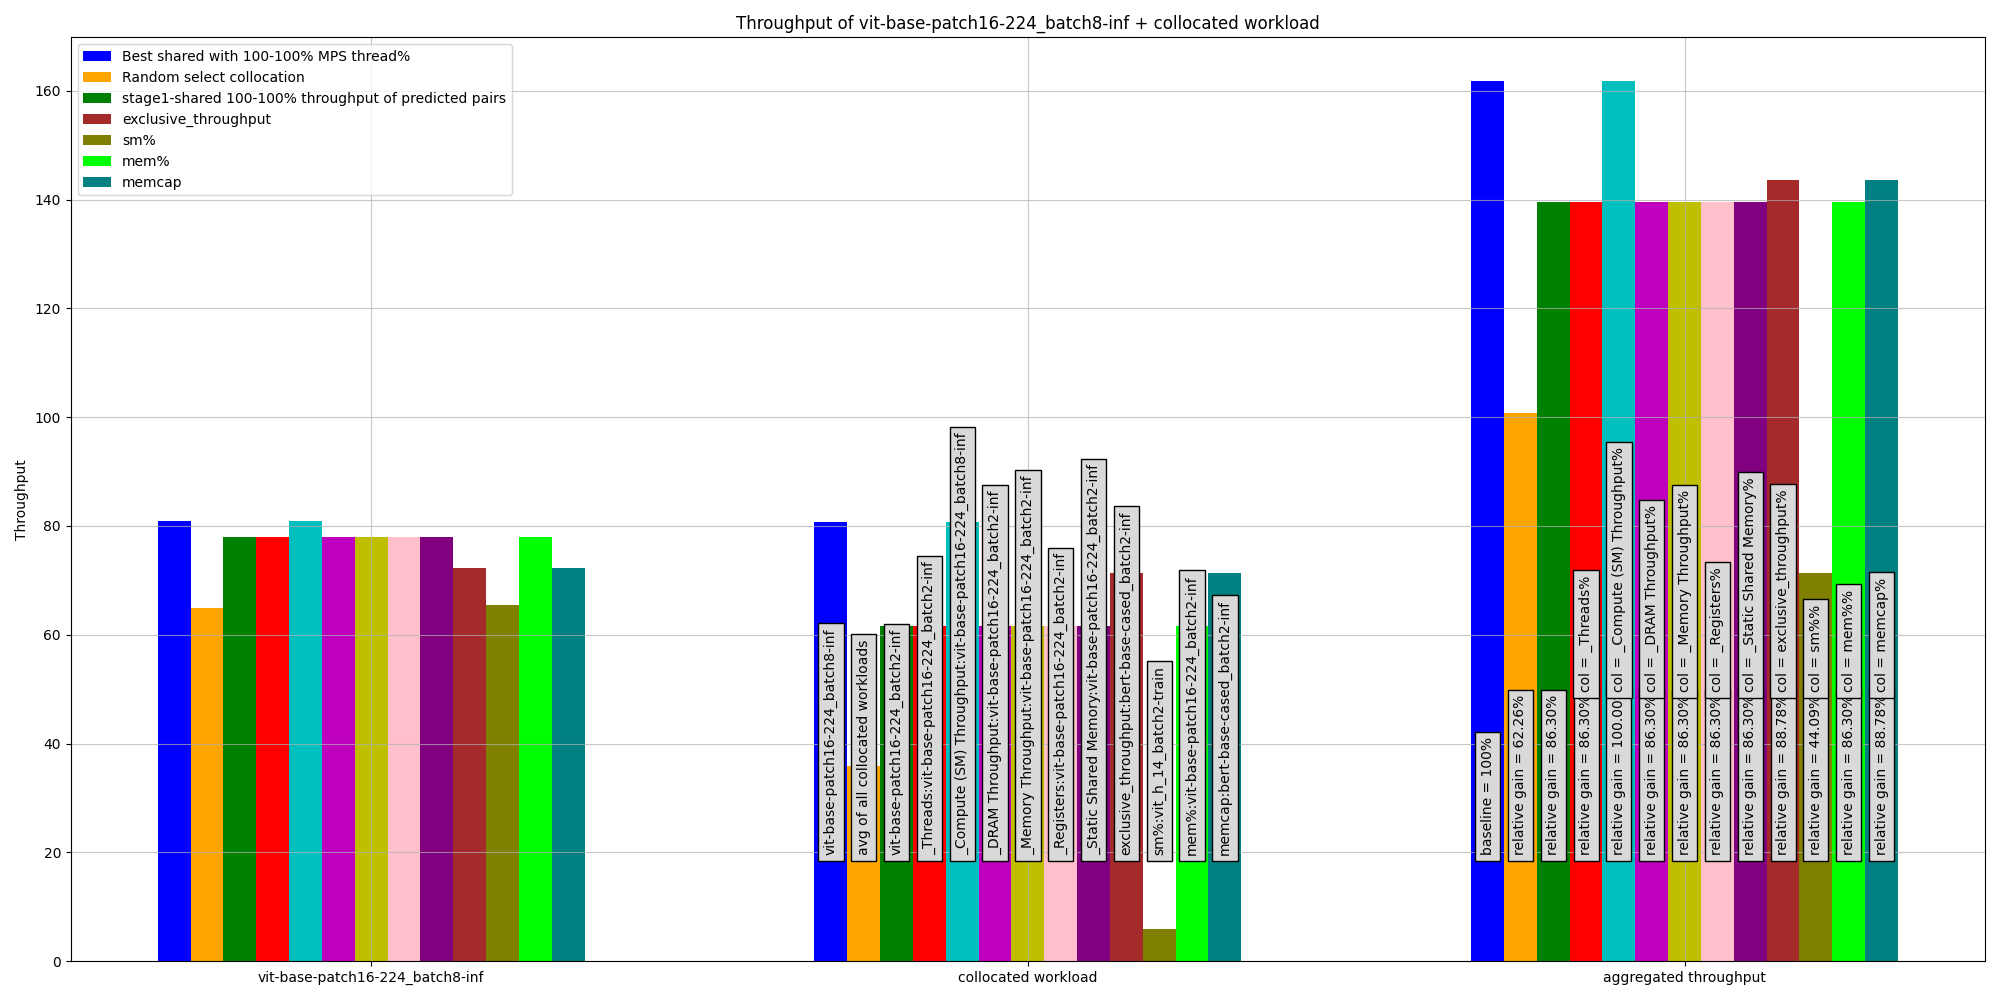 Throughput of vit-base-patch16-224_batch8-inf + collocated workload
Best shared with 100-100% MPS thread%
Random select collocation
stage1-shared 100-100% throughput of predicted pairs
exclusive_throughput
sm%
mem%
memcap
Throughput
160
140
120
100
80
60
40
20
0
vit-base-patch16-224_batch8-inf
avg of all collocated workloads
vit-base-patch16-224_batch2-inf
_Threads:vit-base-patch16-224_batch2-inf
_Compute (SM) Throughput:vit-base-patch16-224_batch8-inf
_DRAM Throughput:vit-base-patch16-224_batch2-inf
_Memory Throughput:vit-base-patch16-224_batch2-inf
_Registers:vit-base-patch16-224_batch2-inf
_Static Shared Memory:vit-base-patch16-224_batch2-inf
exclusive_throughput:bert-base-cased_batch2-inf
sm%:vit_h_14_batch2-train
mem%:vit-base-patch16-224_batch2-inf
memcap:bert-base-cased_batch2-inf
baseline = 100%
relative gain = 62.26%
relative gain = 86.30%
relative gain = 86.30%
col = _Threads%
relative gain = 100.00
col = _Compute (SM) Throughput%
relative gain = 86.30%
col = _DRAM Throughput%
relative gain = 86.30%
col = _Memory Throughput%
relative gain = 86.30%
col = _Registers%
relative gain = 86.30%
col = _Static Shared Memory%
relative gain = 88.78%
col = exclusive_throughput%
relative gain = 44.09%
col = sm%%
relative gain = 86.30%
col = mem%%
relative gain = 88.78%
col = memcap%
vit-base-patch16-224_batch8-inf
collocated workload
aggregated throughput